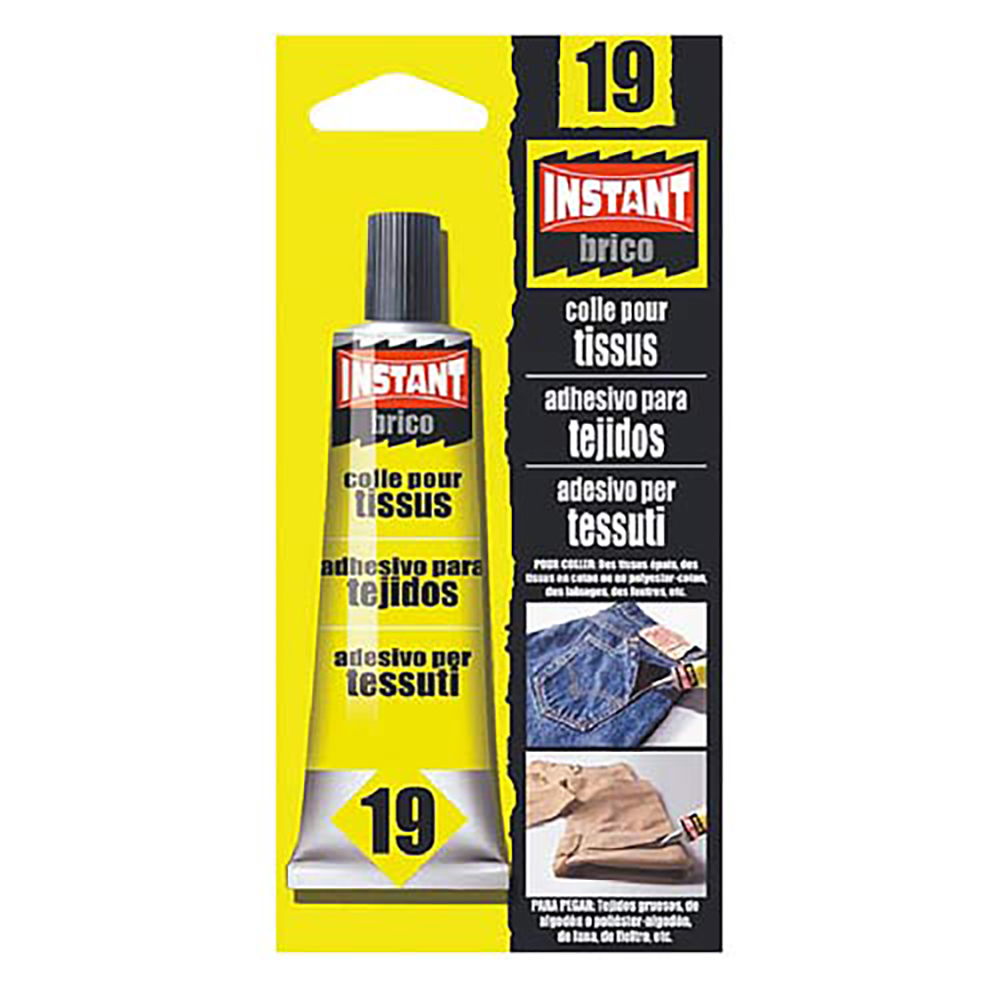 19
INSTANT
brico
colle pour
tissus
adhesivo para
tejidos
adesivo per
tessuti
POUR COLLER: Des tissus épais, des
tissus en coton ou en polyester-coton,
des lainages, des feutres, etc.
PARA PEGAR: Tejidos gruesos, de
algodón o poliéster-algodón,
de lana, de fieltro, etc.
INSTANT
brico
colle pour
tissus
adhesivo para
tejidos
adesivo per
tessuti
19